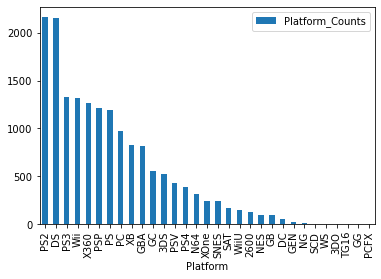 Platform_Counts
2000
1500
1000
500
0
PS2
DS
PS3
Wii
X360
PSP
PS
PC
XB
GBA
GC
3DS
PSV
PS4
N64
XOne
SNES
SAT
WiiU
2600
NES
GB
DC
GEN
NG
SCD
WS
3DO
TG16
GG
PCFX
Platform